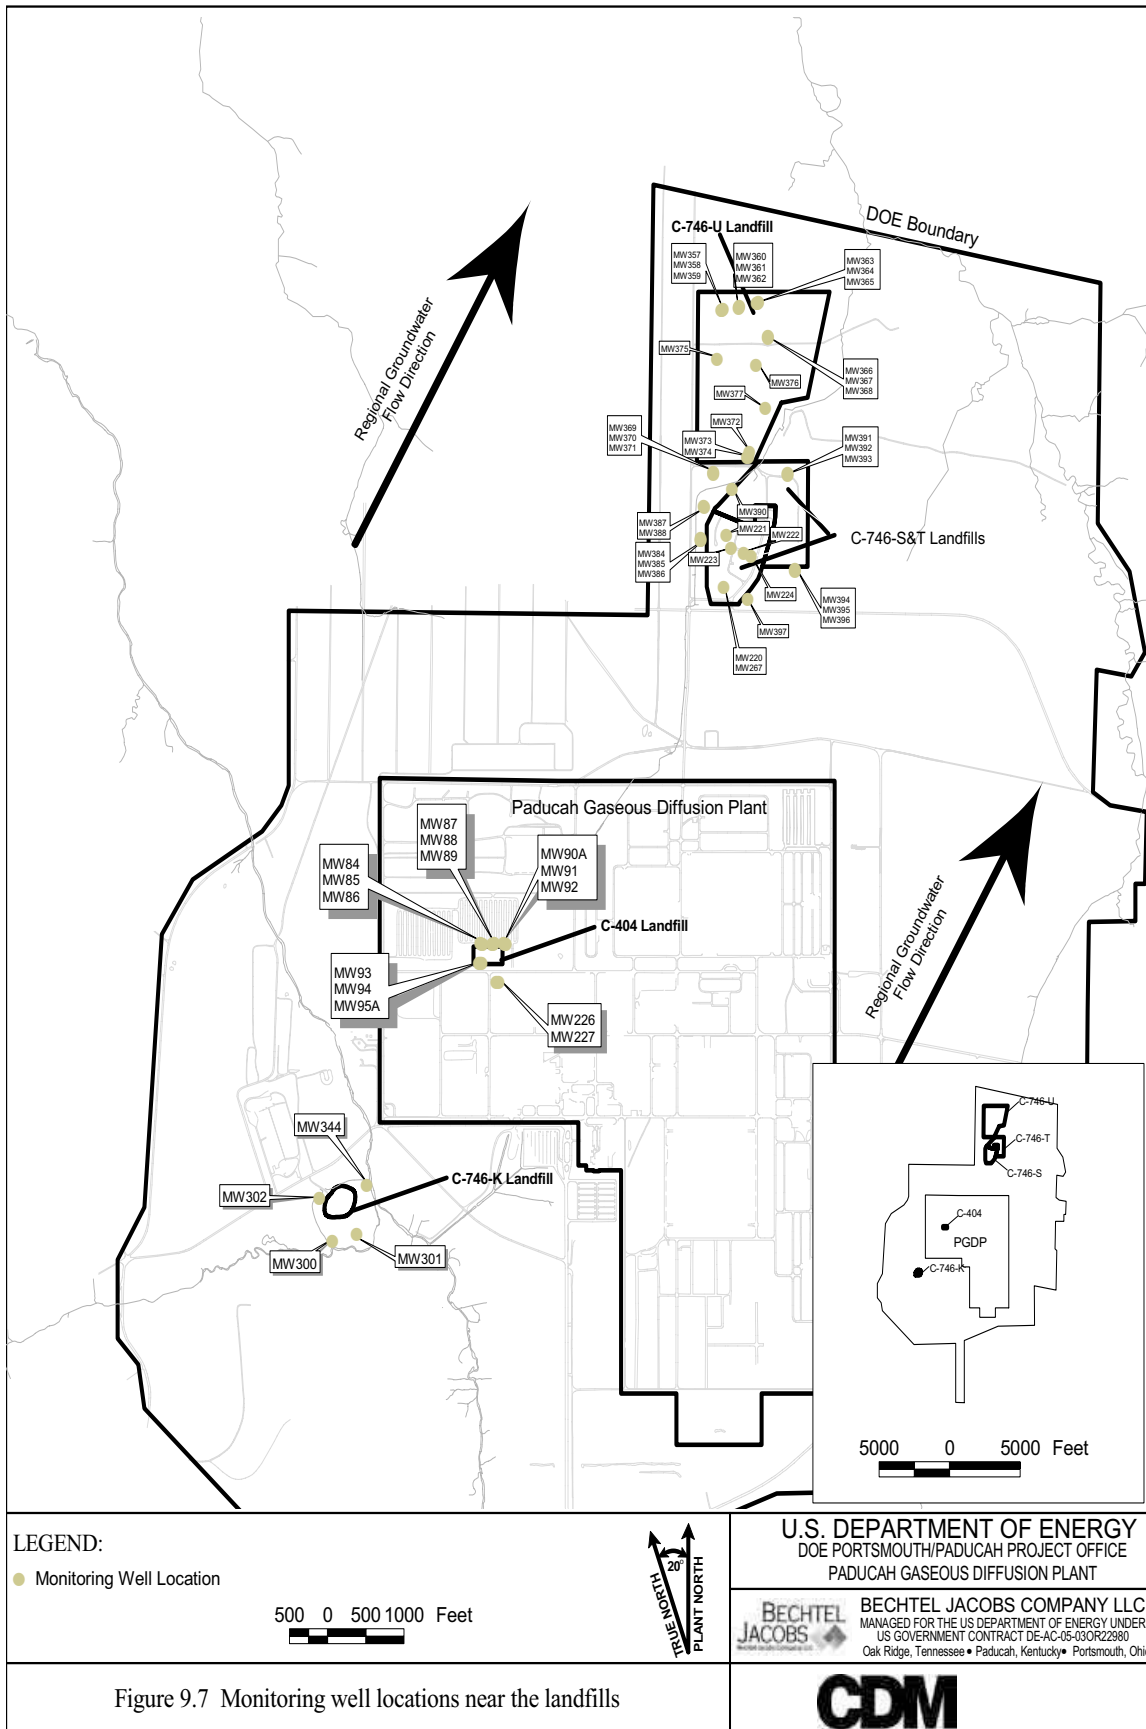 DOE Boundary
C-746-U Landfill
MW357
MW358
MW359
MW360
MW361
MW362
MW363
MW364
MW365
Regional Groundwater
Flow Direction
MW375
MW376
MW366
MW367
MW368
MW377
MW372
MW369
MW370
MW371
MW373
MW374
MW391
MW392
MW393
MW390
MW387
MW388
MW221
MW222
C-746-S&T Landfills
MW384
MW385
MW386
MW223
MW224
MW394
MW395
MW396
MW397
MW220
MW267
Paducah Gaseous Diffusion Plant
MW87
MW88
MW89
MW84
MW85
MW86
MW90A
MW91
MW92
C-404 Landfill
MW93
MW94
MW95A
MW226
MW227
Regional Groundwater
Flow Direction
MW344
MW302
C-746-K Landfill
MW300
MW301
C-746-U
C-746-T
C-746-S
C-404
PGDP
C-746-K
5000 0 5000 Feet
LEGEND:
Monitoring Well Location
500 0 500 1000 Feet
20°
TRUE NORTH
PLANT NORTH
U.S. DEPARTMENT OF ENERGY
DOE PORTSMOUTH/PADUCAH PROJECT OFFICE
PADUCAH GASEOUS DIFFUSION PLANT
BECHTEL
JACOBS
BECHTEL JACOBS COMPANY LLC
MANAGED FOR THE US DEPARTMENT OF ENERGY UNDER
US GOVERNMENT CONTRACT DE-AC-05-03OR22980
Oak Ridge, Tennessee • Paducah, Kentucky • Portsmouth, Ohi
Figure 9.7 Monitoring well locations near the landfills
CDM